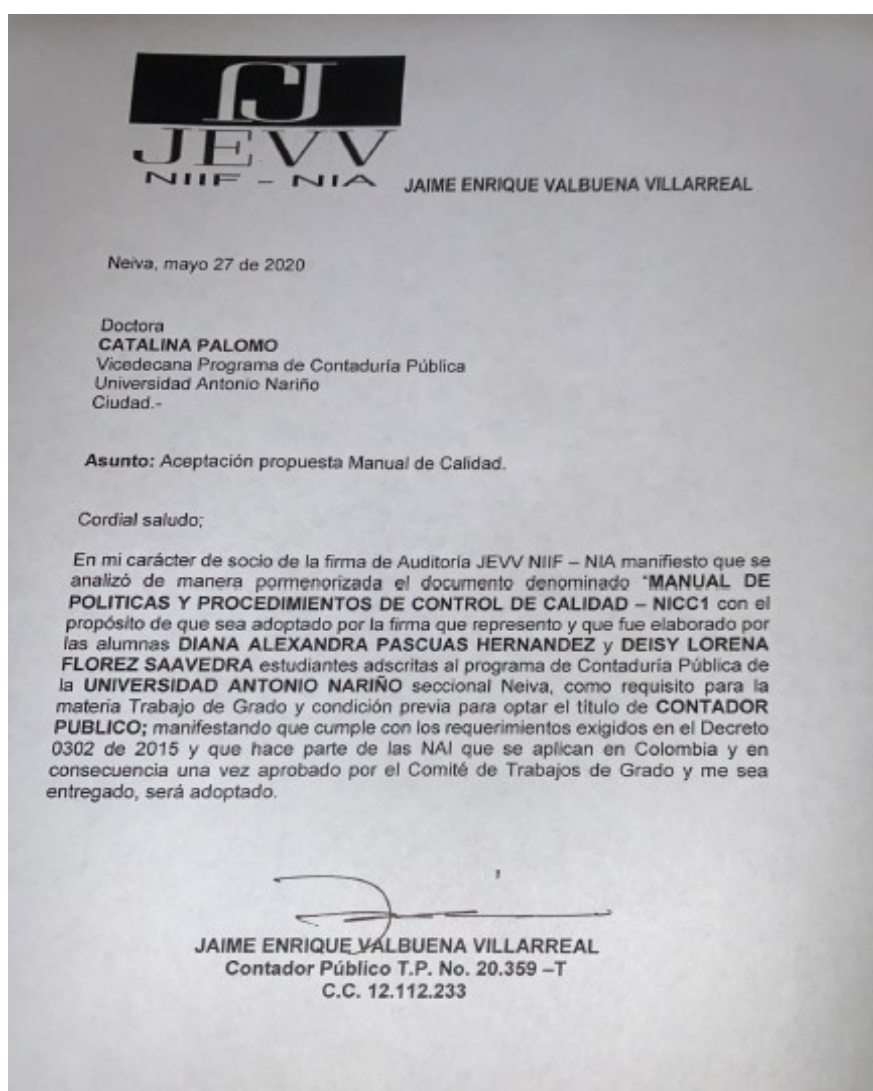 JEVV
NIIF - NIA
JAIME ENRIQUE VALBUENA VILLARREAL
Neiva, mayo 27 de 2020
Doctora
CATALINA PALOMO
Vicedecana Programa de Contaduría Pública
Universidad Antonio Nariño
Ciudad.-
Asunto: Aceptación propuesta Manual de Calidad.
Cordial saludo;
En mi carácter de socio de la firma de Auditoría JEVV NIIF – NIA manifiesto que se
analizó de manera pormenorizada el documento denominado “MANUAL DE
POLITICAS Y PROCEDIMIENTOS DE CONTROL DE CALIDAD – NICC1 con el
propósito de que sea adoptado por la firma que represento y que fue elaborado por
las alumnas DIANA ALEXANDRA PASCUAS HERNANDEZ y DEISY LORENA
FLOREZ SAAVEDRA estudiantes adscritas al programa de Contaduría Pública de
la UNIVERSIDAD ANTONIO NARIÑO seccional Neiva, como requisito para la
materia Trabajo de Grado y condición previa para optar el título de CONTADOR
PUBLICO; manifestando que cumple con los requerimientos exigidos en el Decreto
0302 de 2015 y que hace parte de las NAI que se aplican en Colombia y en
consecuencia una vez aprobado por el Comité de Trabajos de Grado y me sea
entregado, será adoptado.
JAIME ENRIQUE VALBUENA VILLARREAL
Contador Público T.P. No. 20.359 –T
C.C. 12.112.233